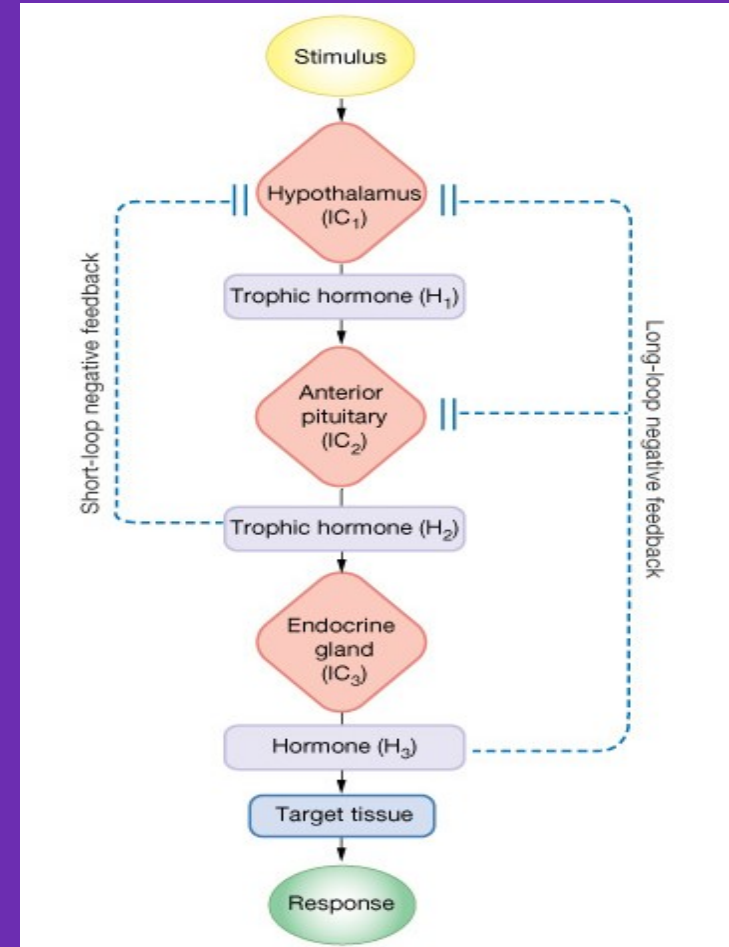 Stimulus
Hypothalamus
(IC₁)
Trophic hormone (H₁)
Anterior
pituitary
(IC₂)
Trophic hormone (H₂)
Endocrine
gland
(IC₃)
Hormone (H₃)
Target tissue
Response
Short-loop negative feedback
Long-loop negative feedback